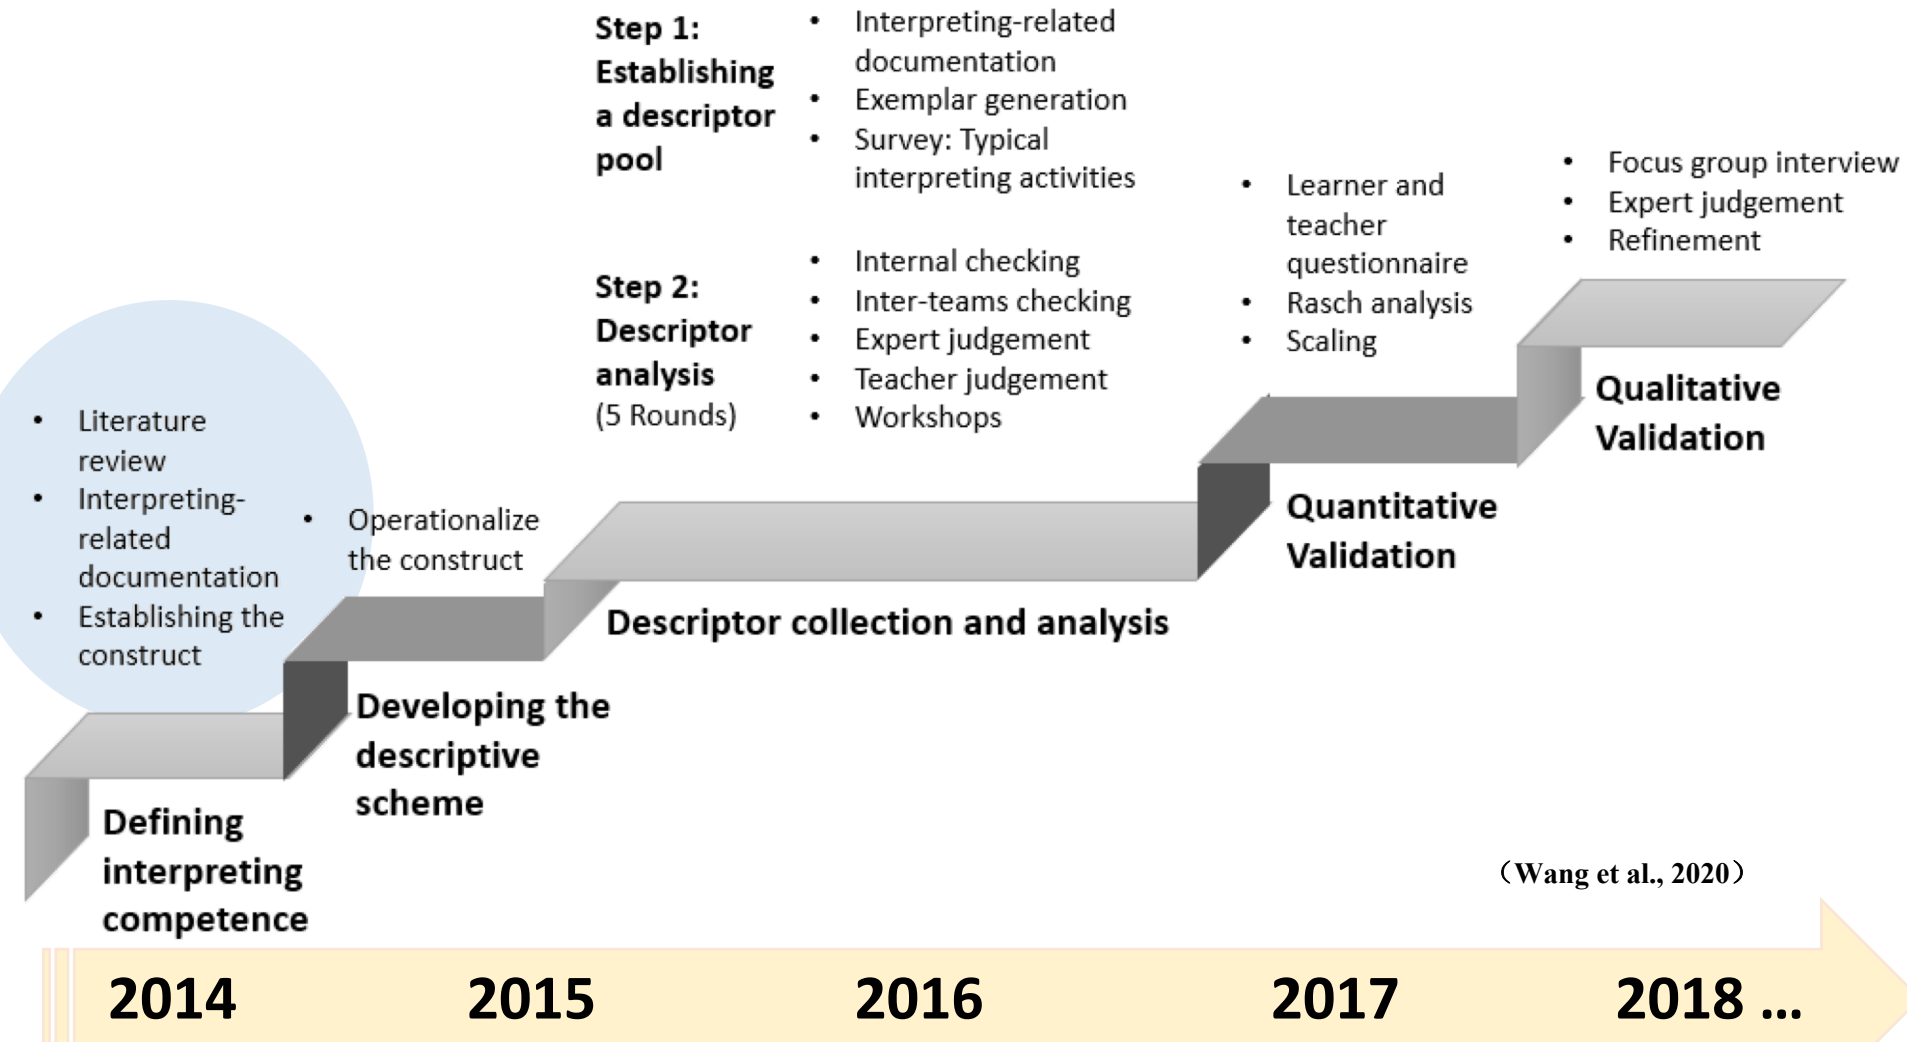 Step 1:
Establishing
a descriptor
pool
• Interpreting-related
documentation
• Exemplar generation
• Survey: Typical
interpreting activities
Step 2:
Descriptor
analysis
(5 Rounds)
• Internal checking
• Inter-teams checking
• Expert judgement
• Teacher judgement
• Workshops
• Learner and
teacher
questionnaire
• Rasch analysis
• Scaling
• Focus group interview
• Expert judgement
• Refinement
• Literature
review
• Interpreting-
related
documentation
• Establishing the
construct
• Operationalize
the construct
Defining
interpreting
competence
Developing the
descriptive
scheme
Descriptor collection and analysis
Quantitative
Validation
Qualitative
Validation
（Wang et al., 2020）
2014 2015 2016 2017 2018 ...